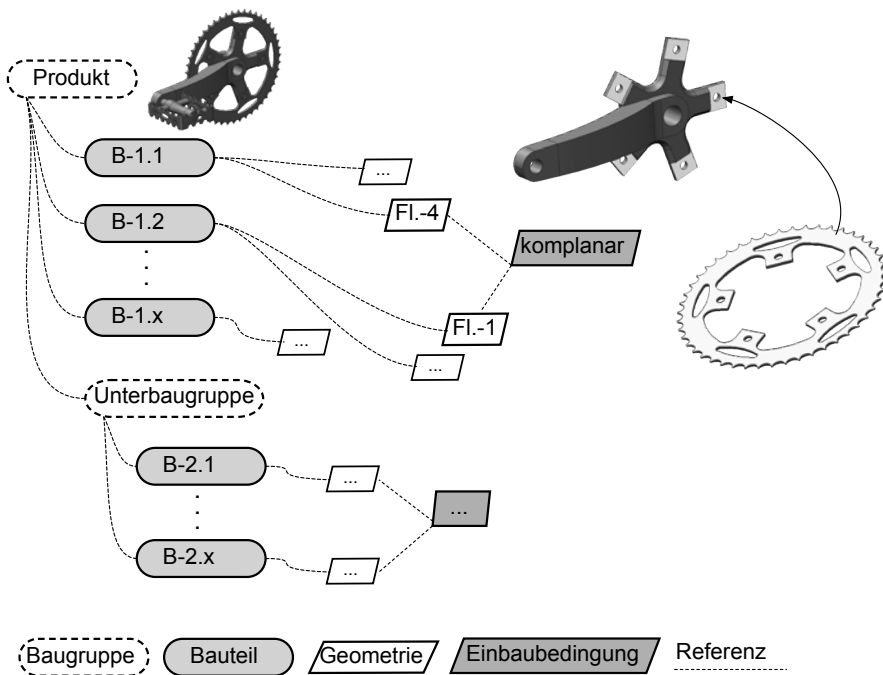 Produkt
B-1.1
...
Fl.-4
B-1.2
komplanar
B-1.x
...
Fl.-1
...
Unterbaugruppe
B-2.1
...
...
B-2.x
...
Baugruppe
Bauteil
Geometrie
Einbaubedingung
Referenz